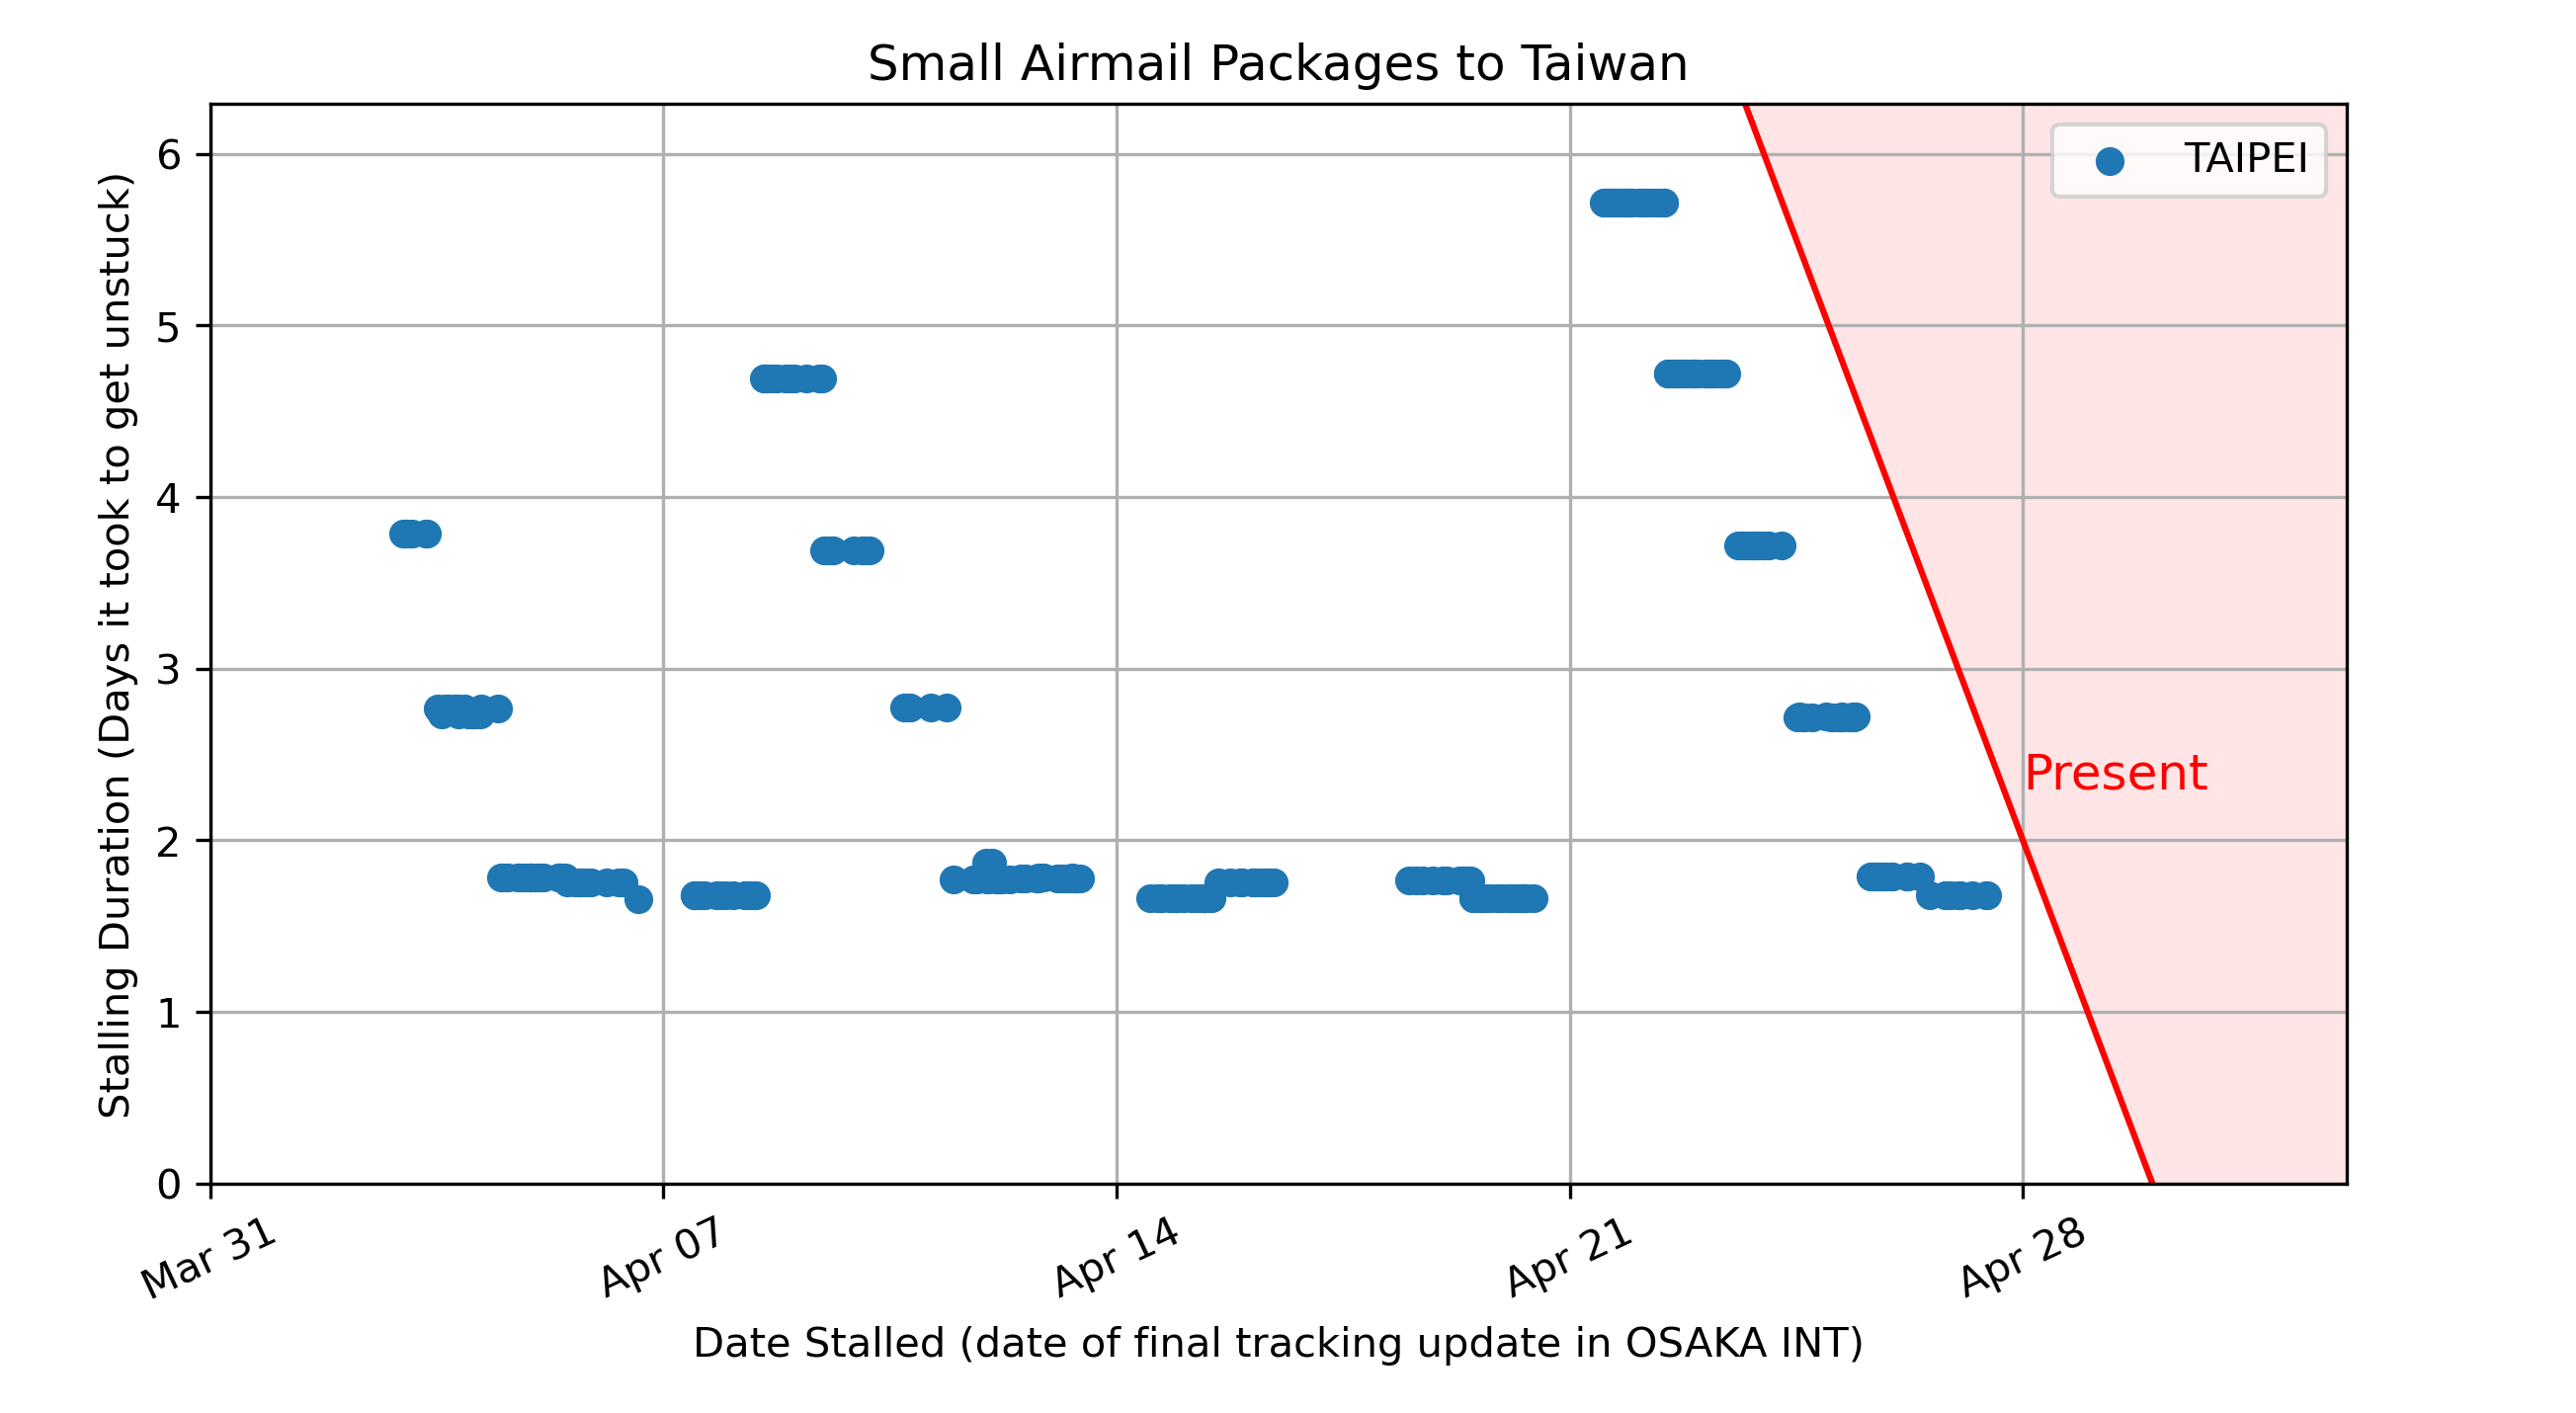 Small Airmail Packages to Taiwan
TAIPEI
Stalling Duration (Days it took to get unstuck)
6
5
4
3
2
1
0
Present
Mar 31
Apr 07
Apr 14
Apr 21
Apr 28
Date Stalled (date of final tracking update in OSAKA INT)